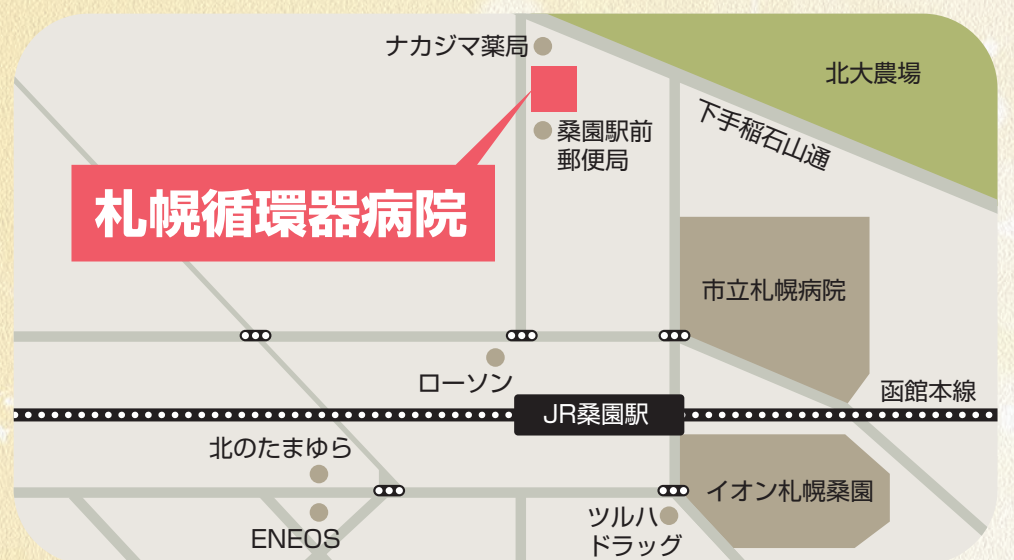 ナカジマ薬局
北大農場
桑園駅前
郵便局
下手稲石山通
札幌循環器病院
市立札幌病院
ローソン
函館本線
JR桑園駅
北のたまゆら
イオン札幌桑園
ツルハ
ドラッグ
ENEOS